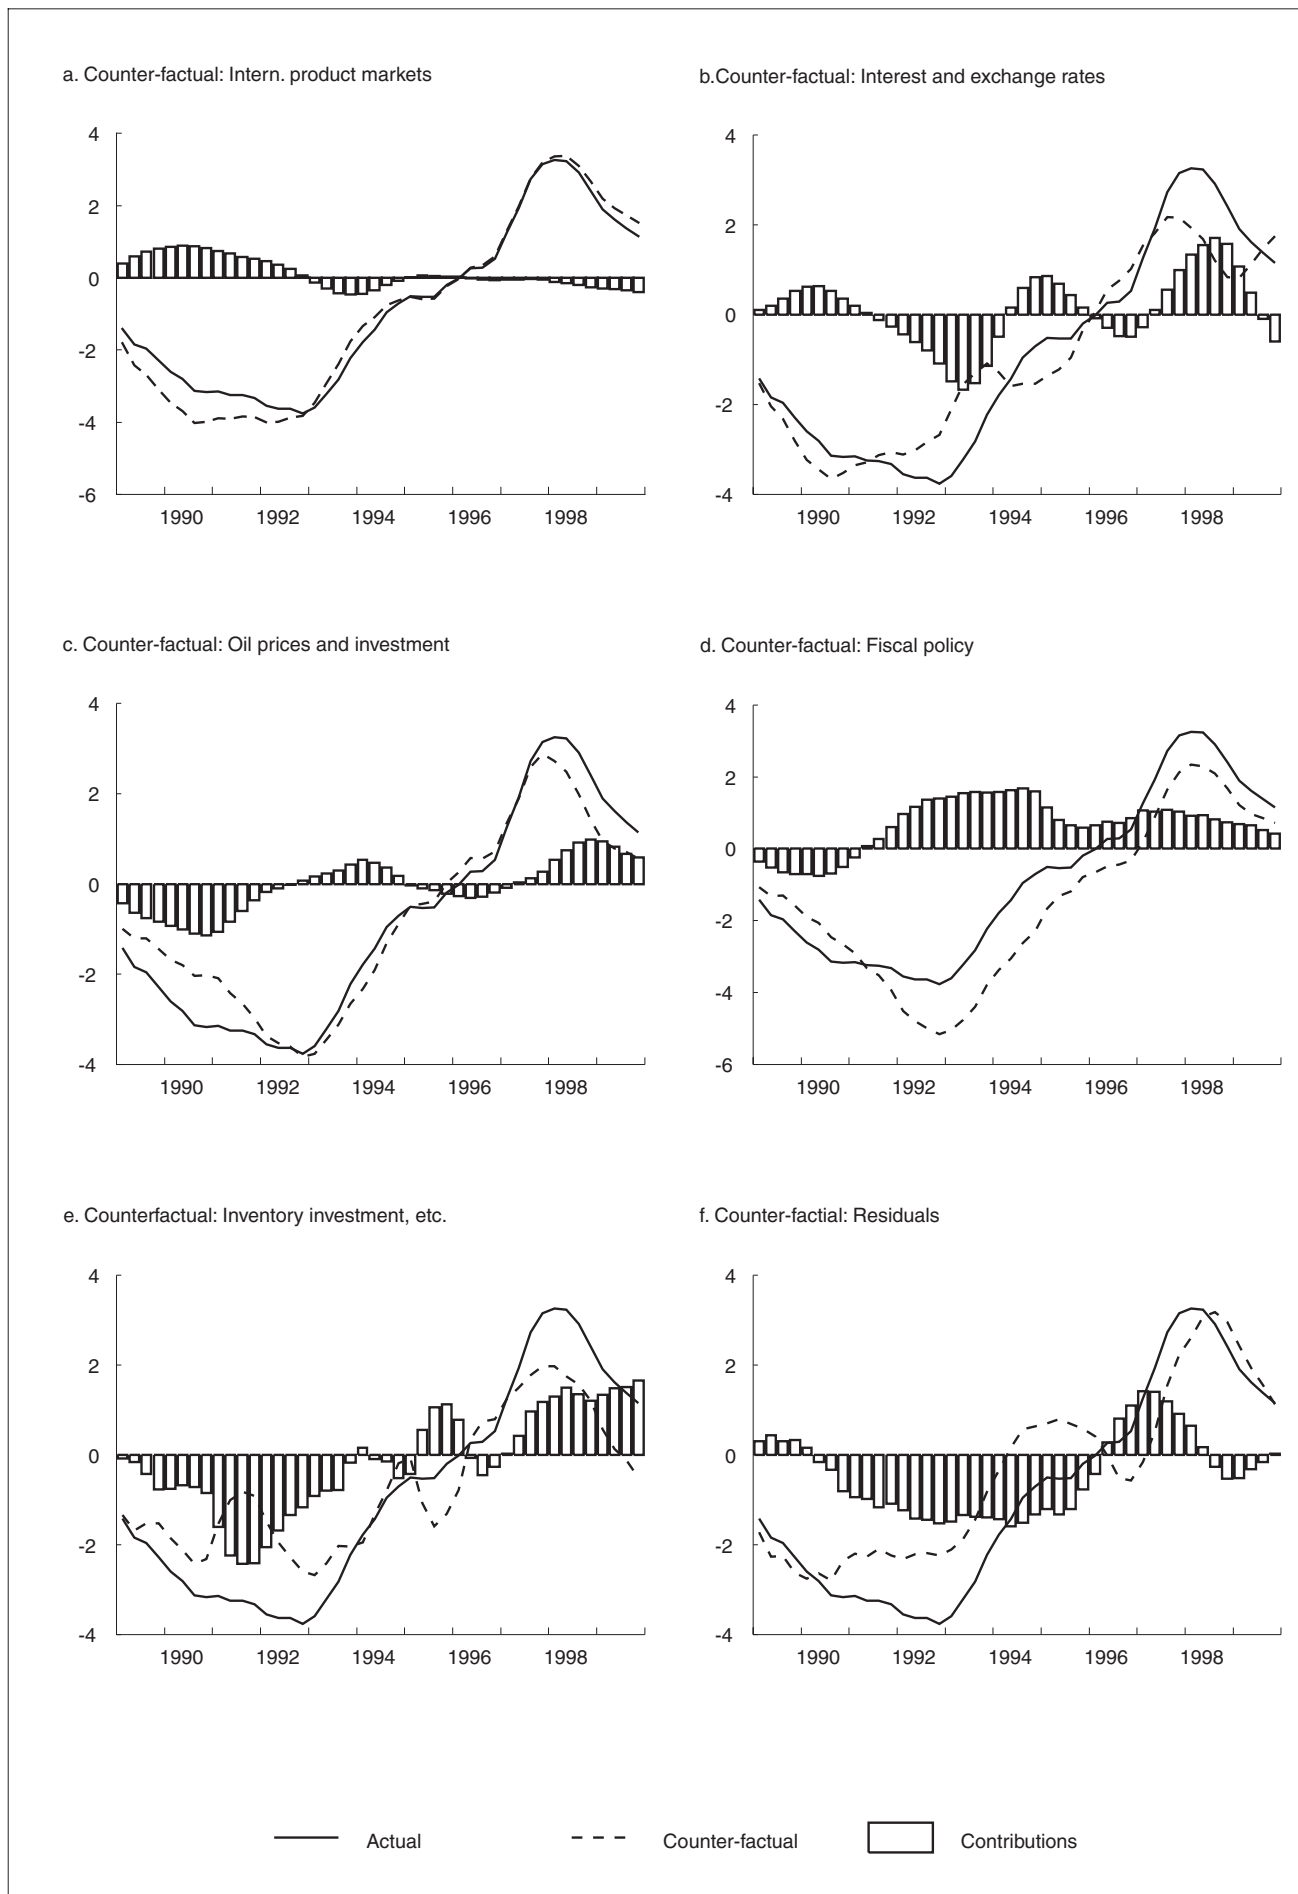 a. Counter-factual: Intern. product markets
4
2
0
-2
-4
-6
1990 1992 1994 1996 1998
b.Counter-factual: Interest and exchange rates
4
2
0
-2
-4
1990 1992 1994 1996 1998
c. Counter-factual: Oil prices and investment
4
2
0
-2
-4
1990 1992 1994 1996 1998
d. Counter-factual: Fiscal policy
4
2
0
-2
-4
-6
1990 1992 1994 1996 1998
e. Counterfactual: Inventory investment, etc.
4
2
0
-2
-4
1990 1992 1994 1996 1998
f. Counter-factial: Residuals
4
2
0
-2
-4
1990 1992 1994 1996 1998
Actual Counter-factual Contributions